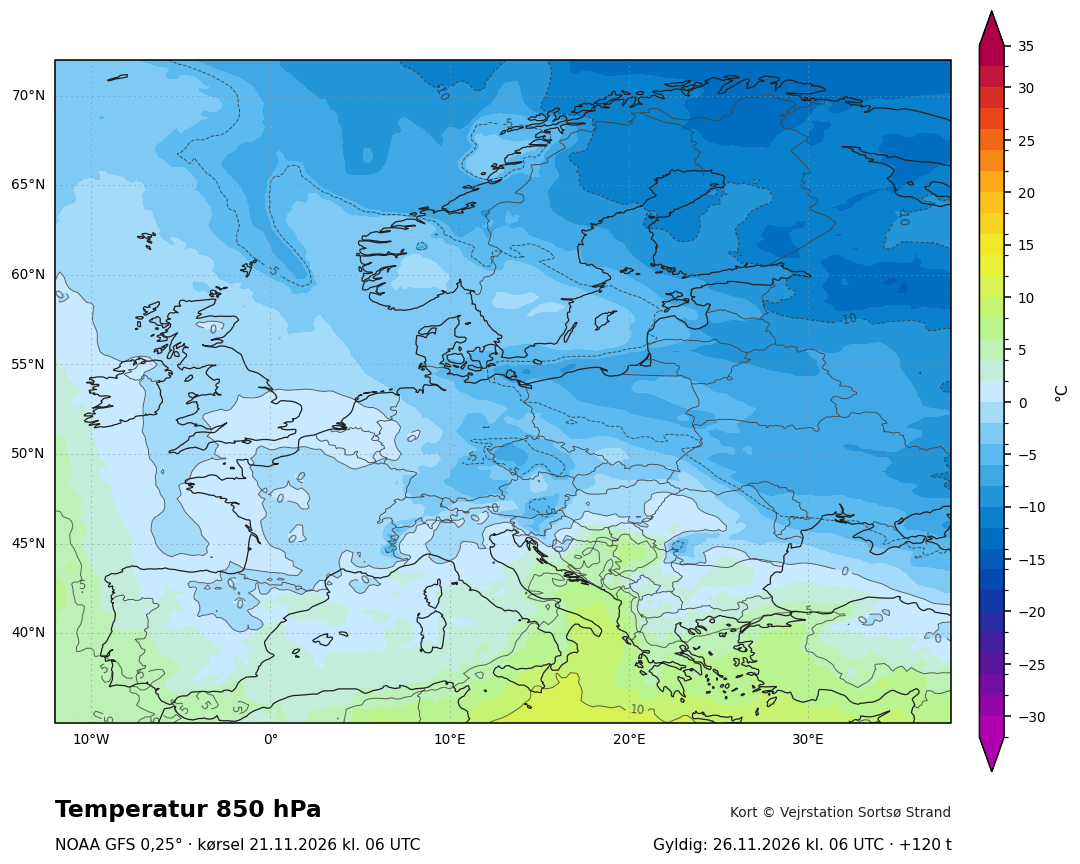 70°N
65°N
60°N
55°N
50°N
45°N
40°N
10°W
0°
10°E
20°E
30°E
35
30
25
20
15
10
5
0
−5
−10
−15
−20
−25
−30
°C
Temperatur 850 hPa
Kort © Vejrstation Sortsø Strand
NOAA GFS 0,25° · kørsel 21.11.2026 kl. 06 UTC
Gyldig: 26.11.2026 kl. 06 UTC · +120 t